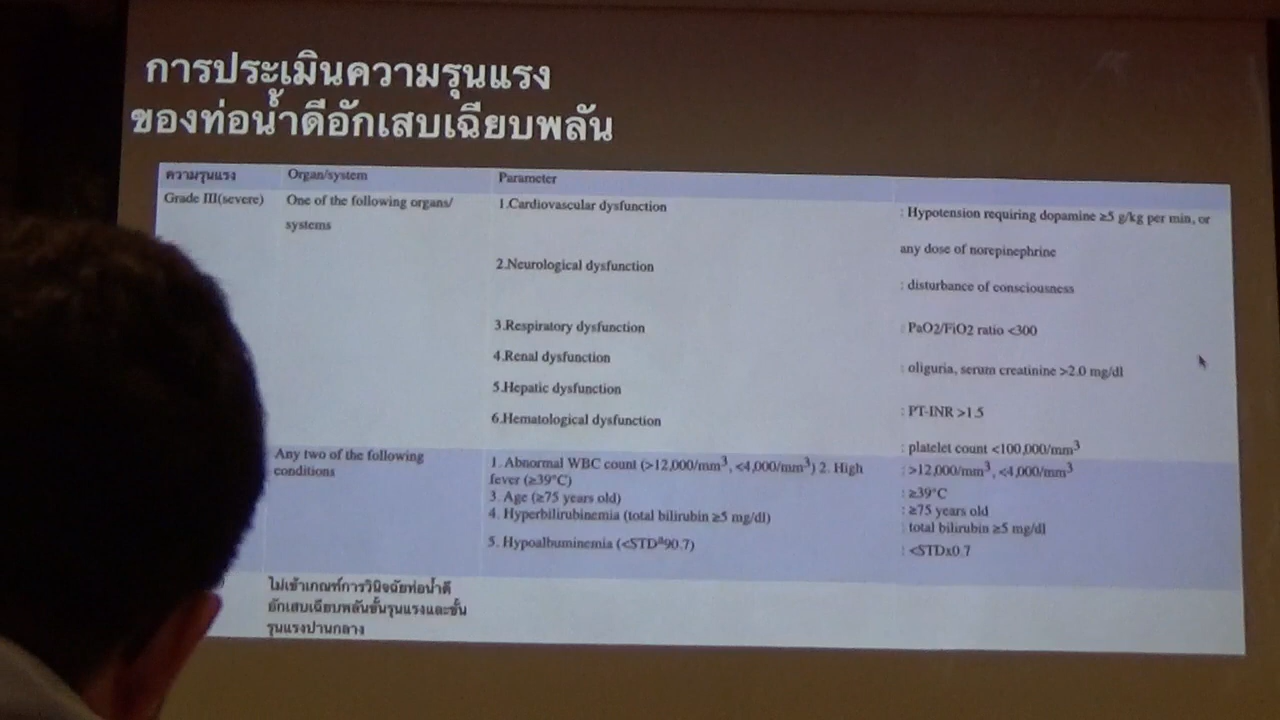 การประเมินความรุนแรง
ของท่อน้ำดีอักเสบเฉียบพลัน
ความรุนแรง Organ/system Parameter
Grade III(severe) One of the following organs/ systems
1.Cardiovascular dysfunction : Hypotension requiring dopamine ≥5 g/kg per min, or
any dose of norepinephrine
2.Neurological dysfunction : disturbance of consciousness
3.Respiratory dysfunction : PaO2/FiO2 ratio <300
4.Renal dysfunction : oliguria, serum creatinine >2.0 mg/dl
5.Hepatic dysfunction : PT-INR >1.5
6.Hematological dysfunction : platelet count <100,000/mm³
Any two of the following
conditions
1. Abnormal WBC count (>12,000/mm³, <4,000/mm³) 2. High : >12,000/mm³, <4,000/mm³
fever (≥39°C) : ≥39°C
3. Age (≥75 years old) : ≥75 years old
4. Hyperbilirubinemia (total bilirubin ≥5 mg/dl) : total bilirubin ≥5 mg/dl
5. Hypoalbuminemia (<STDª90.7) : <STDx0.7
ไม่เข้าเกณฑ์การวินิจฉัยท่อน้ำดี
อักเสบเฉียบพลันขั้นรุนแรงและขั้น
รุนแรงปานกลาง